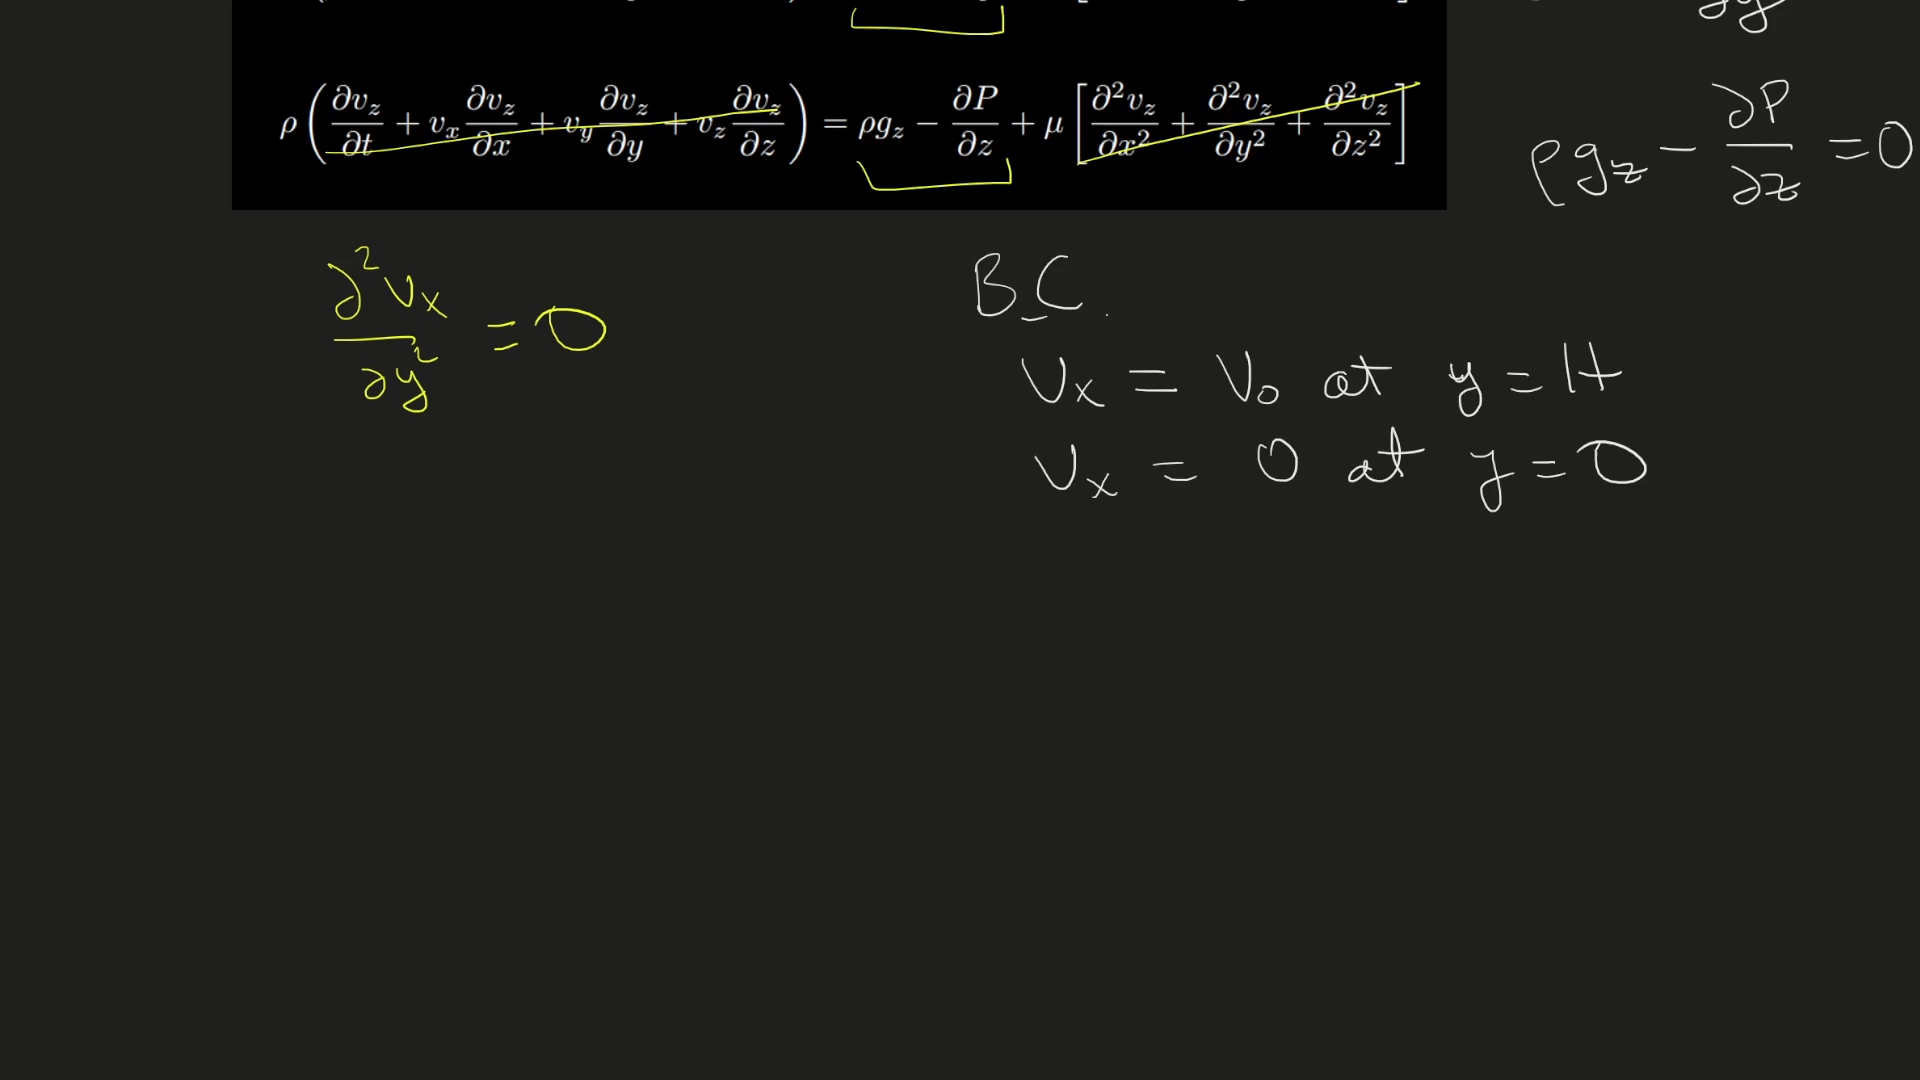 ρ(∂v_z/∂t + v_x ∂v_z/∂x + v_y ∂v_z/∂y + v_z ∂v_z/∂z) = ρg_z − ∂P/∂z + μ[∂²v_z/∂x² + ∂²v_z/∂y² + ∂²v_z/∂z²]
ρg_z − ∂P/∂z = 0
∂²v_x/∂y² = 0
B.C.
v_x = v_0 at y = H
v_x = 0 at y = 0